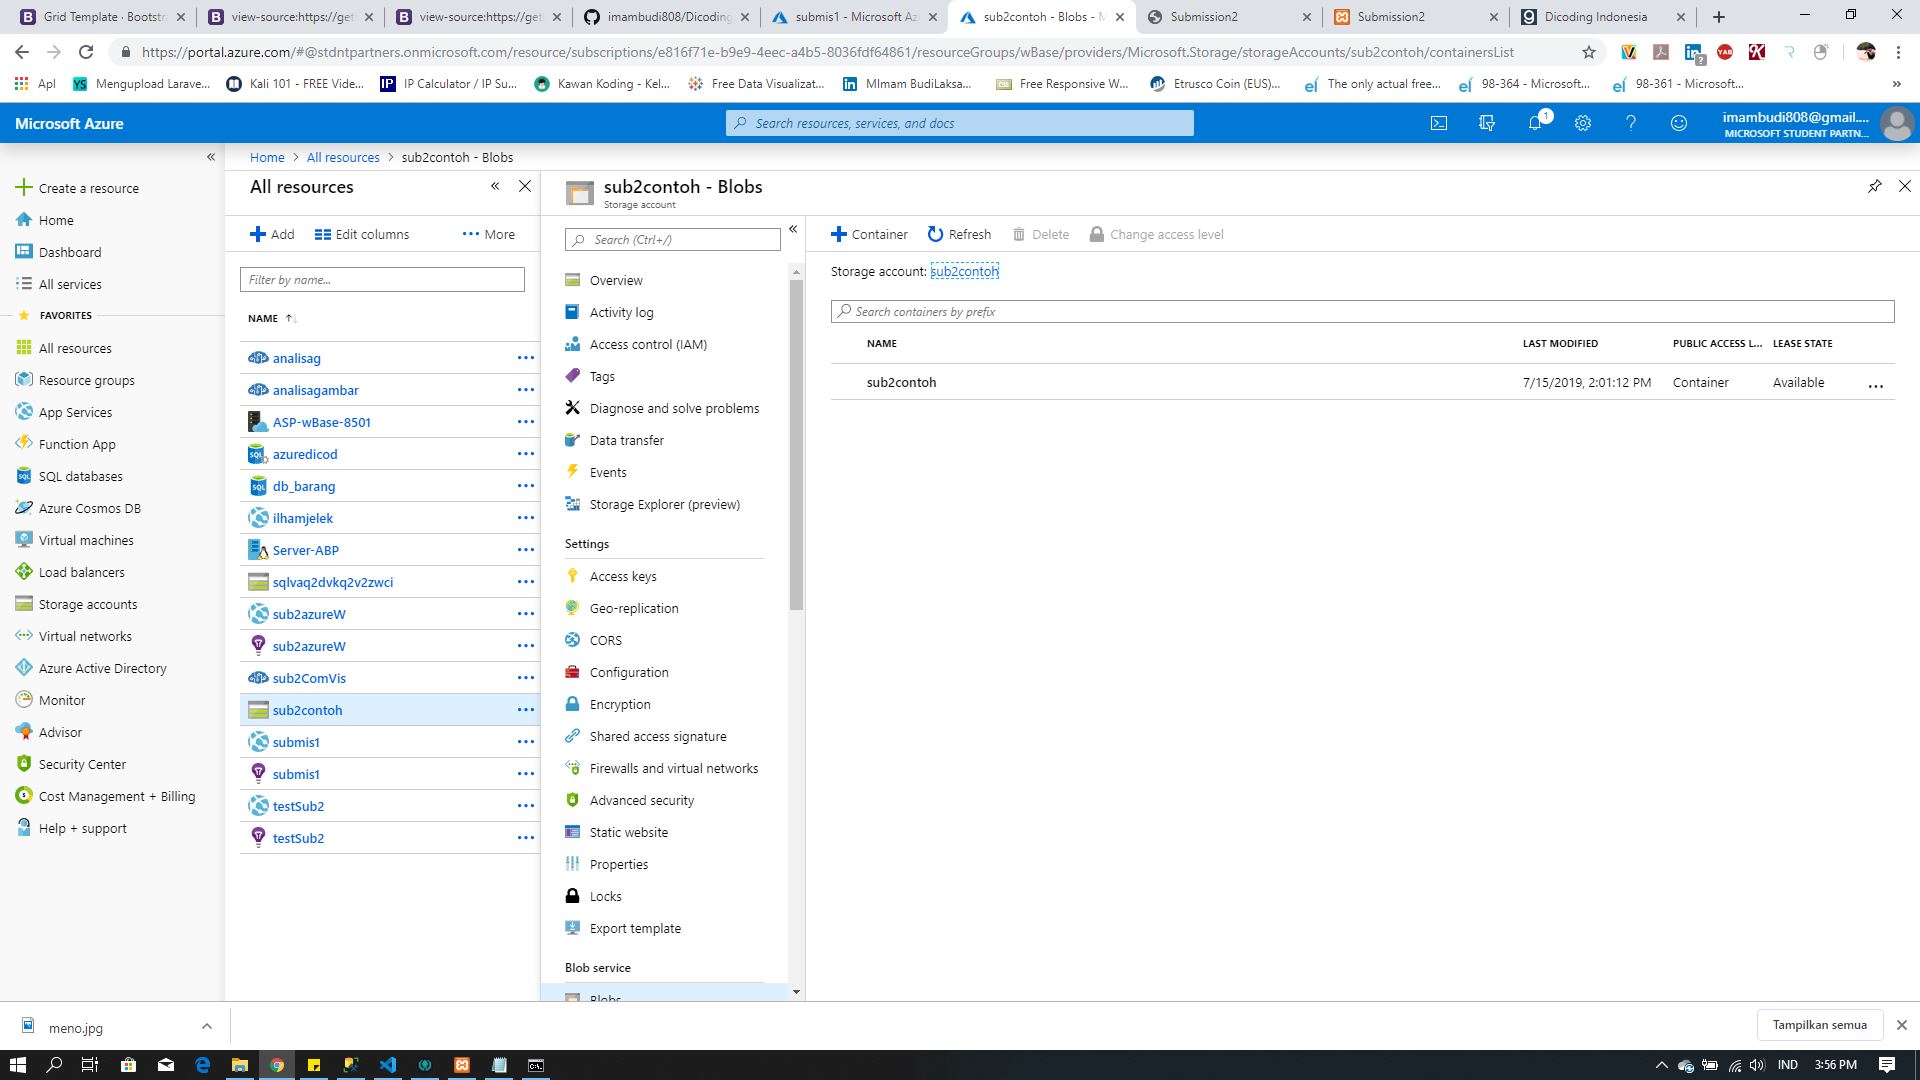 Grid Template · Bootstra
view-source:https://get
view-source:https://get
imambudi808/Dicoding
submis1 - Microsoft Az
sub2contoh - Blobs - M
Submission2
Submission2
Dicoding Indonesia
https://portal.azure.com/#@stdntpartners.onmicrosoft.com/resource/subscriptions/e816f71e-b9e9-4eec-a4b5-8036fdf64861/resourceGroups/wBase/providers/Microsoft.Storage/storageAccounts/sub2contoh/containersList
Apl
Mengupload Larave...
Kali 101 - FREE Vide...
IP Calculator / IP Su...
Kawan Koding - Kel...
Free Data Visualizat...
MImam BudiLaksa...
Free Responsive W...
Etrusco Coin (EUS)...
The only actual free...
98-364 - Microsoft...
98-361 - Microsoft...
Microsoft Azure
Search resources, services, and docs
1
imambudi808@gmail....
MICROSOFT STUDENT PARTN...
Create a resource
Home
Dashboard
All services
FAVORITES
All resources
Resource groups
App Services
Function App
SQL databases
Azure Cosmos DB
Virtual machines
Load balancers
Storage accounts
Virtual networks
Azure Active Directory
Monitor
Advisor
Security Center
Cost Management + Billing
Help + support
Home > All resources > sub2contoh - Blobs
All resources
Add
Edit columns
More
Filter by name...
NAME
analisag
analisagambar
ASP-wBase-8501
azuredicod
db_barang
ilhamjelek
Server-ABP
sqlvaq2dvkq2v2zwci
sub2azureW
sub2azureW
sub2ComVis
sub2contoh
submis1
submis1
testSub2
testSub2
sub2contoh - Blobs
Storage account
Search (Ctrl+/)
Overview
Activity log
Access control (IAM)
Tags
Diagnose and solve problems
Data transfer
Events
Storage Explorer (preview)
Settings
Access keys
Geo-replication
CORS
Configuration
Encryption
Shared access signature
Firewalls and virtual networks
Advanced security
Static website
Properties
Locks
Export template
Blob service
Blobs
Container
Refresh
Delete
Change access level
Storage account: sub2contoh
Search containers by prefix
NAME LAST MODIFIED PUBLIC ACCESS L... LEASE STATE
sub2contoh 7/15/2019, 2:01:12 PM Container Available
meno.jpg
Tampilkan semua
IND
3:56 PM